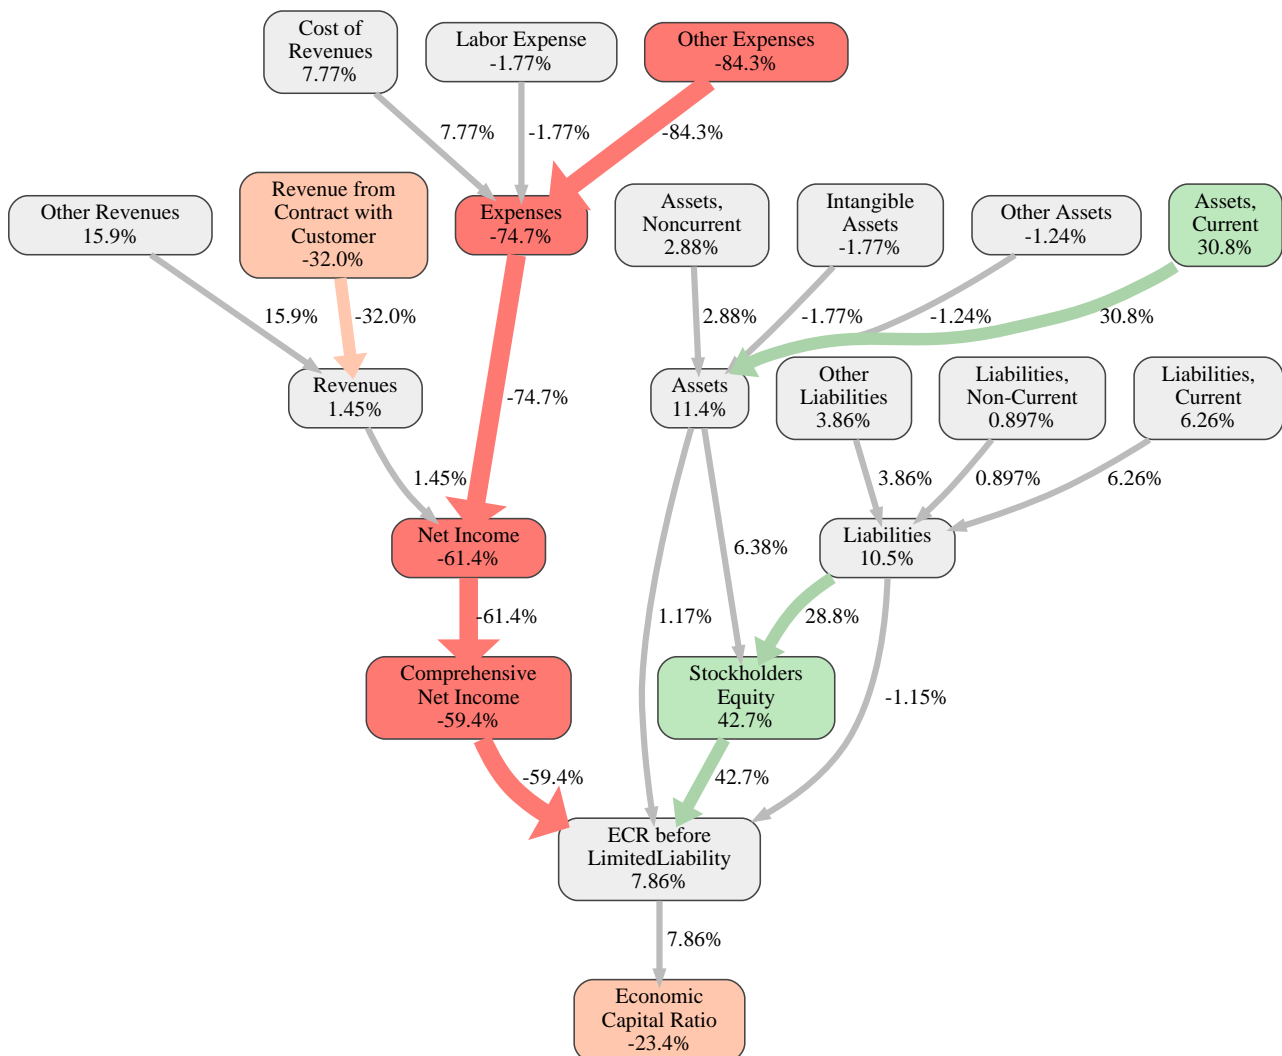 Cost of
Revenues
7.77%
Labor Expense
-1.77%
Other Expenses
-84.3%
7.77%
-1.77%
-84.3%
Other Revenues
15.9%
Revenue from
Contract with
Customer
-32.0%
Expenses
-74.7%
Assets,
Noncurrent
2.88%
Intangible
Assets
-1.77%
Other Assets
-1.24%
Assets,
Current
30.8%
15.9%
-32.0%
-74.7%
2.88%
-1.77%
-1.24%
30.8%
Revenues
1.45%
Assets
11.4%
Other
Liabilities
3.86%
Liabilities,
Non-Current
0.897%
Liabilities,
Current
6.26%
1.45%
6.38%
3.86%
0.897%
6.26%
Net Income
-61.4%
Liabilities
10.5%
-61.4%
1.17%
28.8%
Comprehensive
Net Income
-59.4%
Stockholders
Equity
42.7%
-1.15%
-59.4%
42.7%
ECR before
LimitedLiability
7.86%
7.86%
Economic
Capital Ratio
-23.4%